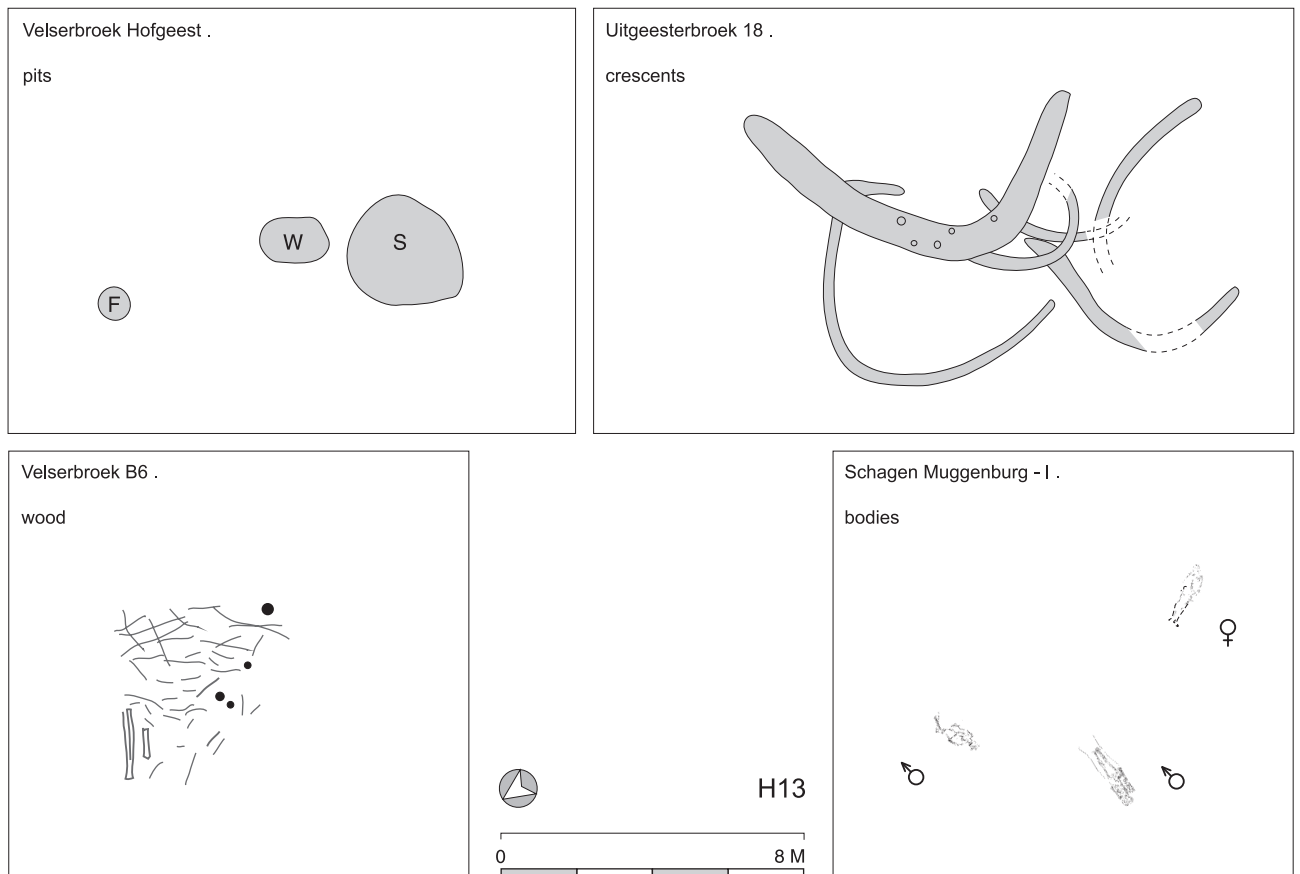 Velserbroek Hofgeest .
pits
F
W
S
Uitgeesterbroek 18 .
crescents
Velserbroek B6 .
wood
H13
0 8 M
Schagen Muggenburg - I .
bodies
♀
♂
♂